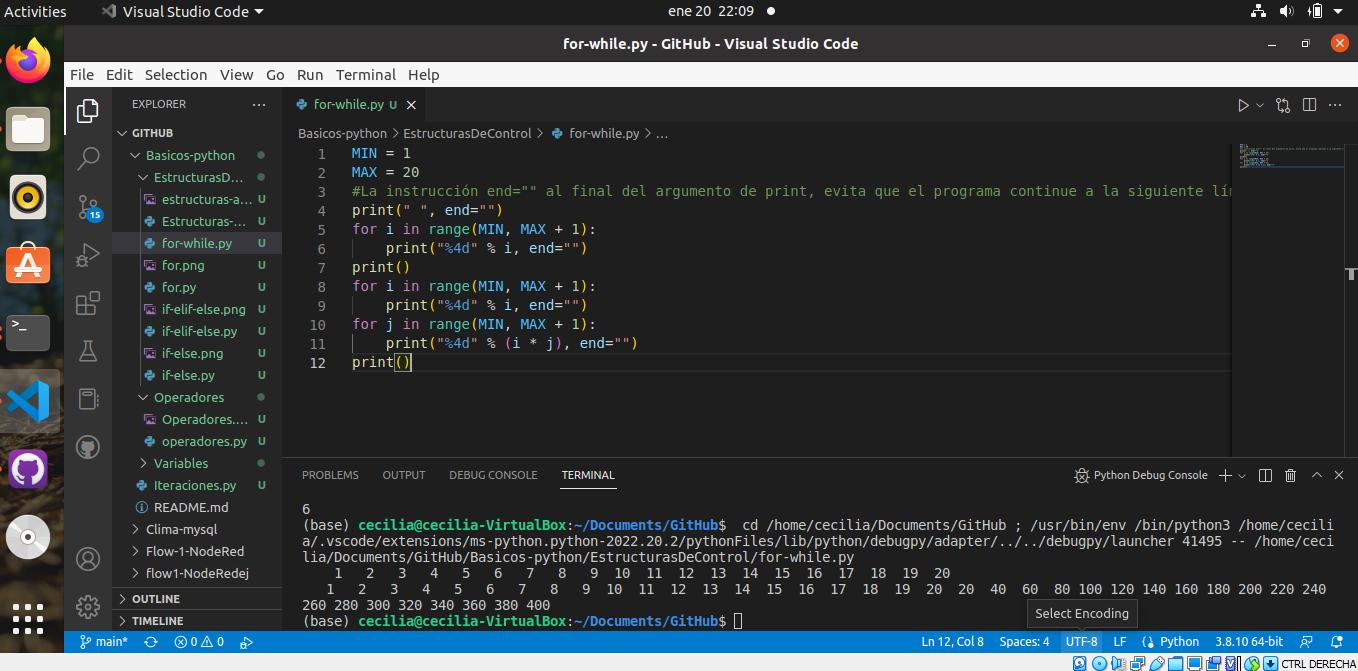 Activities
Visual Studio Code
ene 20 22:09
for-while.py - GitHub - Visual Studio Code
File Edit Selection View Go Run Terminal Help
EXPLORER
for-while.py U
GITHUB
Basicos-python > EstructurasDeControl > for-while.py > ...
Basicos-python
EstructurasD...
estructuras-a... U
Estructuras-... U
for-while.py U
for.png U
for.py U
if-elif-else.png U
if-elif-else.py U
if-else.png U
if-else.py U
Operadores
Operadores.... U
operadores.py U
Variables
Iteraciones.py U
README.md
Clima-mysql
Flow-1-NodeRed
flow1-NodeRedej
OUTLINE
TIMELINE
15
1 MIN = 1
2 MAX = 20
3 #La instrucción end="" al final del argumento de print, evita que el programa continue a la siguiente lí
4 print(" ", end="")
5 for i in range(MIN, MAX + 1):
6     print("%4d" % i, end="")
7 print()
8 for i in range(MIN, MAX + 1):
9     print("%4d" % i, end="")
10 for j in range(MIN, MAX + 1):
11     print("%4d" % (i * j), end="")
12 print()
PROBLEMS OUTPUT DEBUG CONSOLE TERMINAL
Python Debug Console
6
(base) cecilia@cecilia-VirtualBox:~/Documents/GitHub$  cd /home/cecilia/Documents/GitHub ; /usr/bin/env /bin/python3 /home/cecili
a/.vscode/extensions/ms-python.python-2022.20.2/pythonFiles/lib/python/debugpy/adapter/../../debugpy/launcher 41495 -- /home/ceci
lia/Documents/GitHub/Basicos-python/EstructurasDeControl/for-while.py
    1   2   3   4   5   6   7   8   9  10  11  12  13  14  15  16  17  18  19  20
   1   2   3   4   5   6   7   8   9  10  11  12  13  14  15  16  17  18  19  20  20  40  60  80 100 120 140 160 180 200 220 240
260 280 300 320 340 360 380 400
(base) cecilia@cecilia-VirtualBox:~/Documents/GitHub$
Select Encoding
main* 0 0 Ln 12, Col 8 Spaces: 4 UTF-8 LF Python 3.8.10 64-bit
CTRL DERECHA